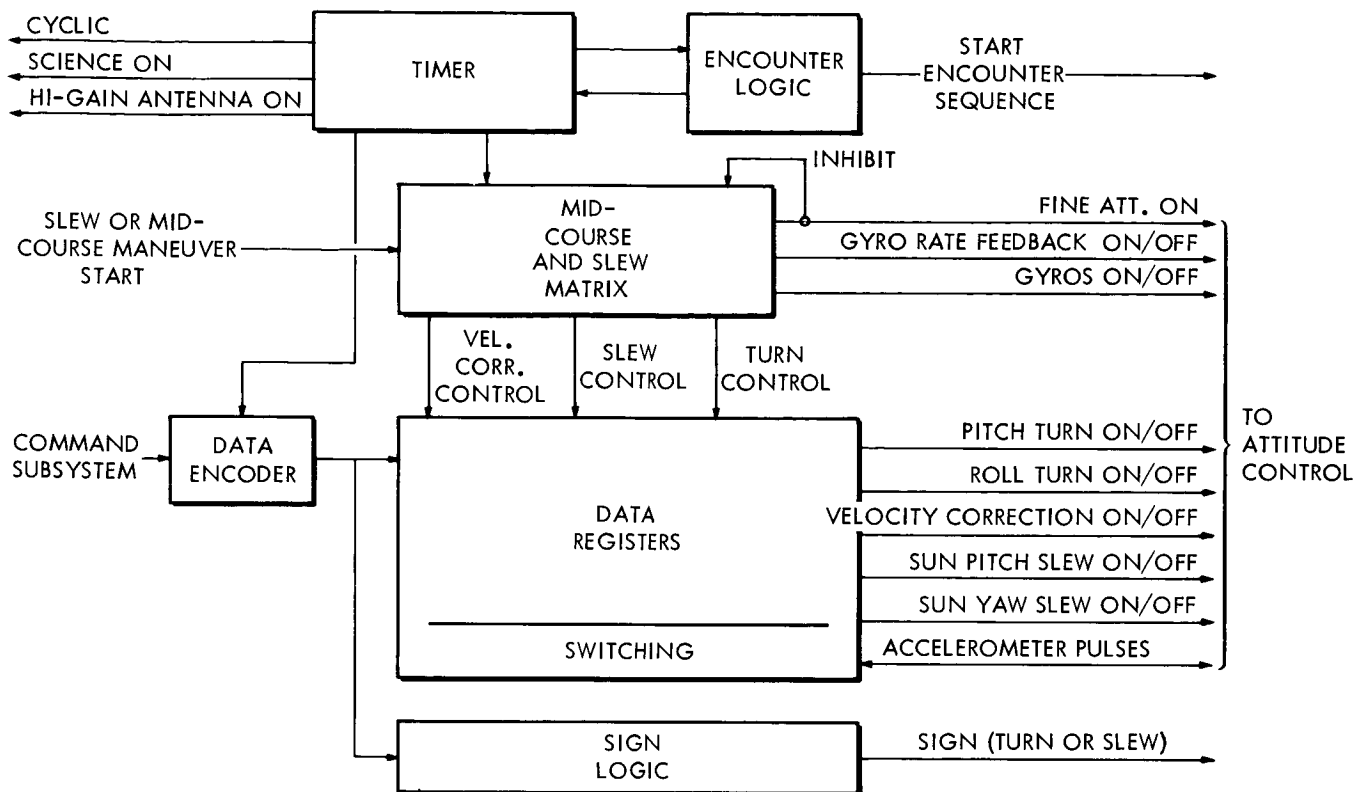 CYCLIC
SCIENCE ON
HI-GAIN ANTENNA ON
TIMER
ENCOUNTER
LOGIC
START
ENCOUNTER
SEQUENCE
INHIBIT
SLEW OR MID-
COURSE MANEUVER
START
MID-
COURSE
AND SLEW
MATRIX
FINE ATT. ON
GYRO RATE FEEDBACK ON/OFF
GYROS ON/OFF
VEL.
CORR.
CONTROL
SLEW
CONTROL
TURN
CONTROL
COMMAND
SUBSYSTEM
DATA
ENCODER
DATA
REGISTERS
SWITCHING
PITCH TURN ON/OFF
ROLL TURN ON/OFF
VELOCITY CORRECTION ON/OFF
SUN PITCH SLEW ON/OFF
SUN YAW SLEW ON/OFF
ACCELEROMETER PULSES
TO
ATTITUDE
CONTROL
SIGN
LOGIC
SIGN (TURN OR SLEW)